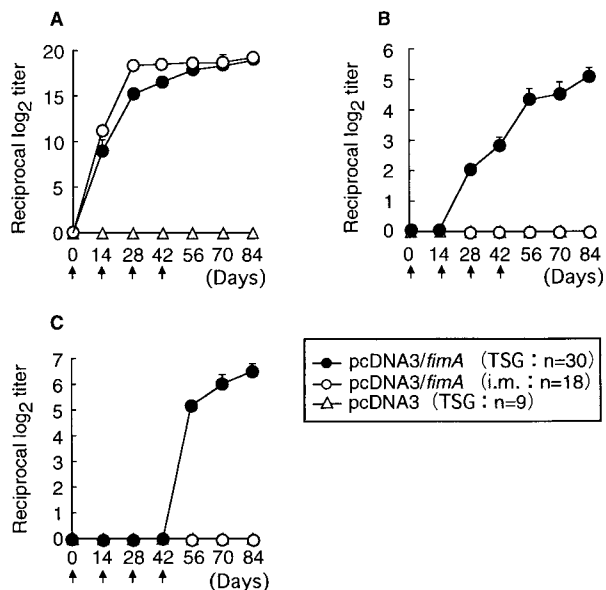 A
Reciprocal log2 titer
20
15
10
5
0
0 14 28 42 56 70 84
(Days)
B
Reciprocal log2 titer
6
5
4
3
2
1
0
0 14 28 42 56 70 84
(Days)
C
Reciprocal log2 titer
7
6
5
4
3
2
1
0
0 14 28 42 56 70 84
(Days)
pcDNA3/fimA (TSG : n=30)
pcDNA3/fimA (i.m. : n=18)
pcDNA3 (TSG : n=9)